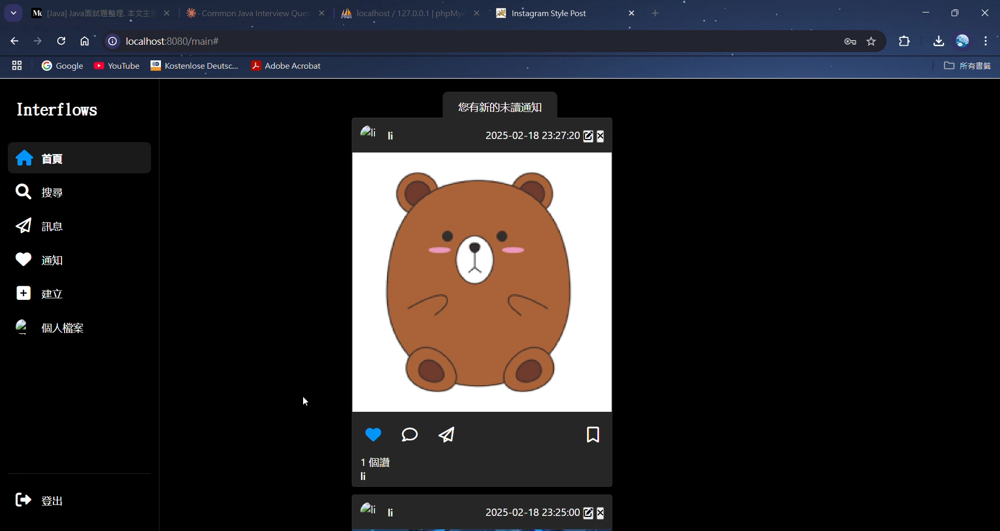 [Java] Java面試題整理. 本文主
Common Java Interview Ques
localhost / 127.0.0.1 | phpMyA
Instagram Style Post
localhost:8080/main#
Google
YouTube
Kostenlose Deutsc...
Adobe Acrobat
所有書籤
Interflows
首頁
搜尋
訊息
通知
建立
個人檔案
登出
您有新的未讀通知
li
li
2025-02-18 23:27:20
1 個讚
li
li
li
2025-02-18 23:25:00